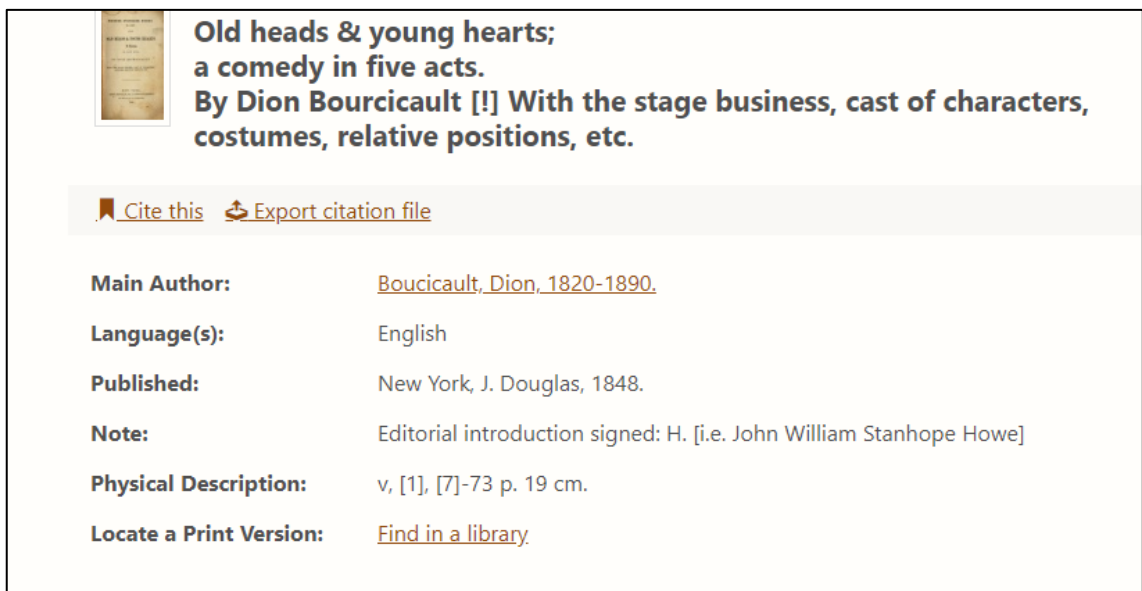 Old heads & young hearts;
a comedy in five acts.
By Dion Bourcicault [!] With the stage business, cast of characters,
costumes, relative positions, etc.
Cite this Export citation file
Main Author: Boucicault, Dion, 1820-1890.
Language(s): English
Published: New York, J. Douglas, 1848.
Note: Editorial introduction signed: H. [i.e. John William Stanhope Howe]
Physical Description: v, [1], [7]-73 p. 19 cm.
Locate a Print Version: Find in a library